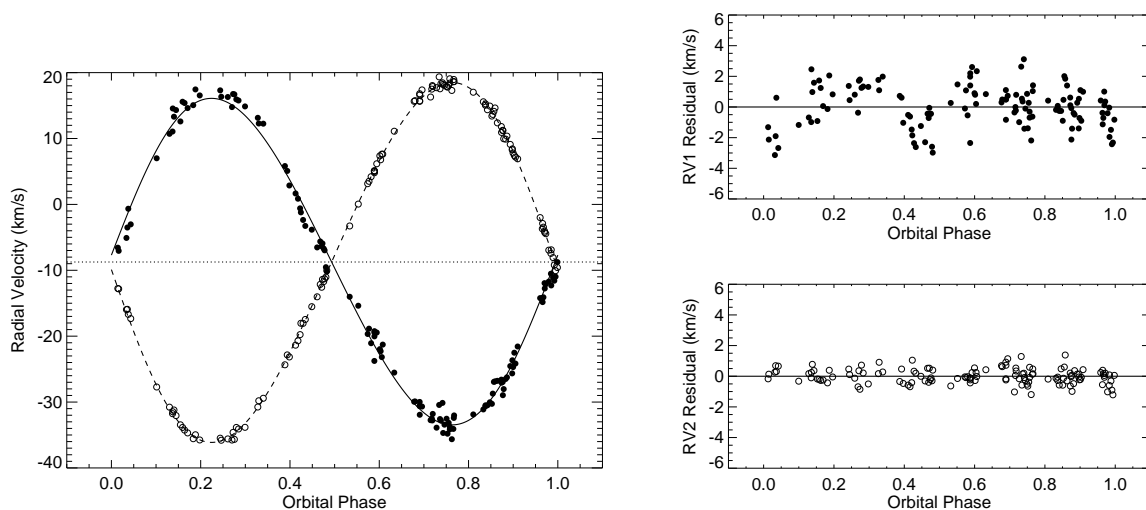 20
10
0
-10
-20
-30
-40
Radial Velocity (km/s)
0.0 0.2 0.4 0.6 0.8 1.0
Orbital Phase
6
4
2
0
-2
-4
-6
RV1 Residual (km/s)
0.0 0.2 0.4 0.6 0.8 1.0
Orbital Phase
6
4
2
0
-2
-4
-6
RV2 Residual (km/s)
0.0 0.2 0.4 0.6 0.8 1.0
Orbital Phase